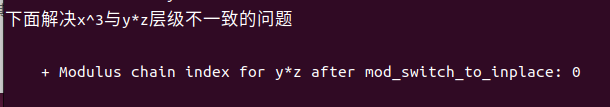 下面解决x^3与y*z层级不一致的问题
+ Modulus chain index for y*z after mod_switch_to_inplace: 0